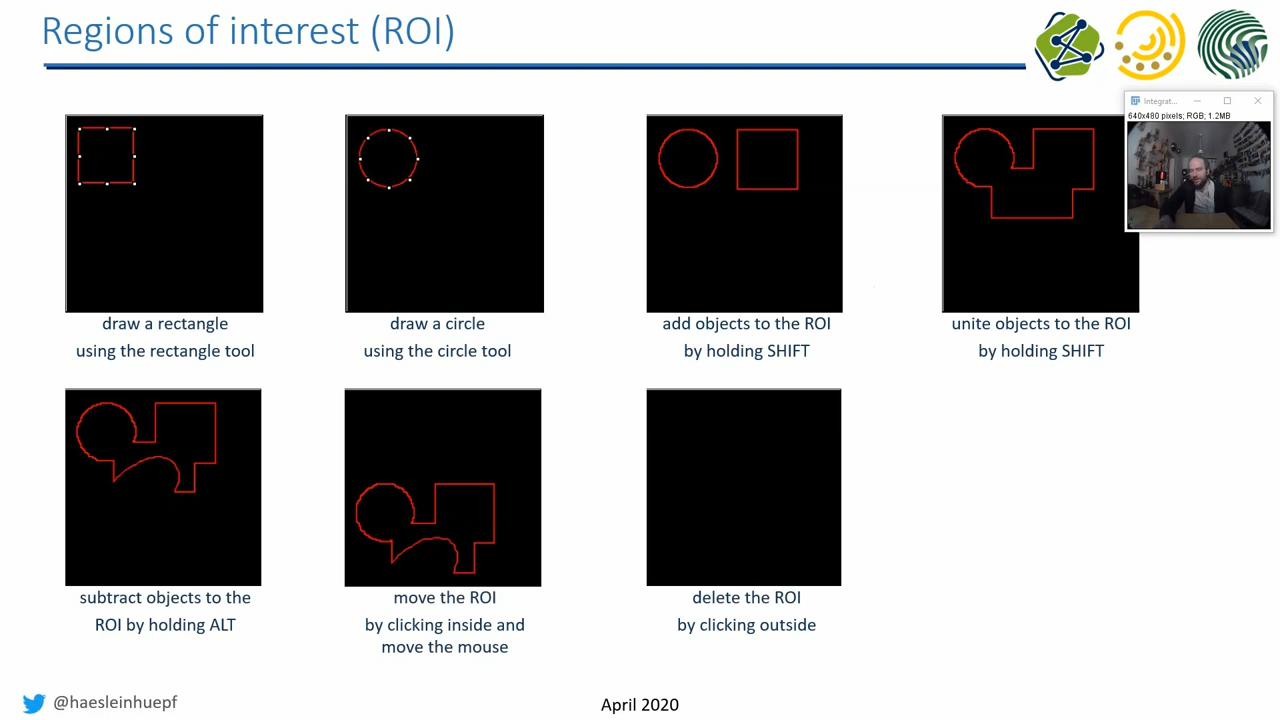 Regions of interest (ROI)
Integrat...
640x480 pixels; RGB; 1.2MB
draw a rectangle
using the rectangle tool
draw a circle
using the circle tool
add objects to the ROI
by holding SHIFT
unite objects to the ROI
by holding SHIFT
subtract objects to the
ROI by holding ALT
move the ROI
by clicking inside and
move the mouse
delete the ROI
by clicking outside
@haesleinhuepf
April 2020